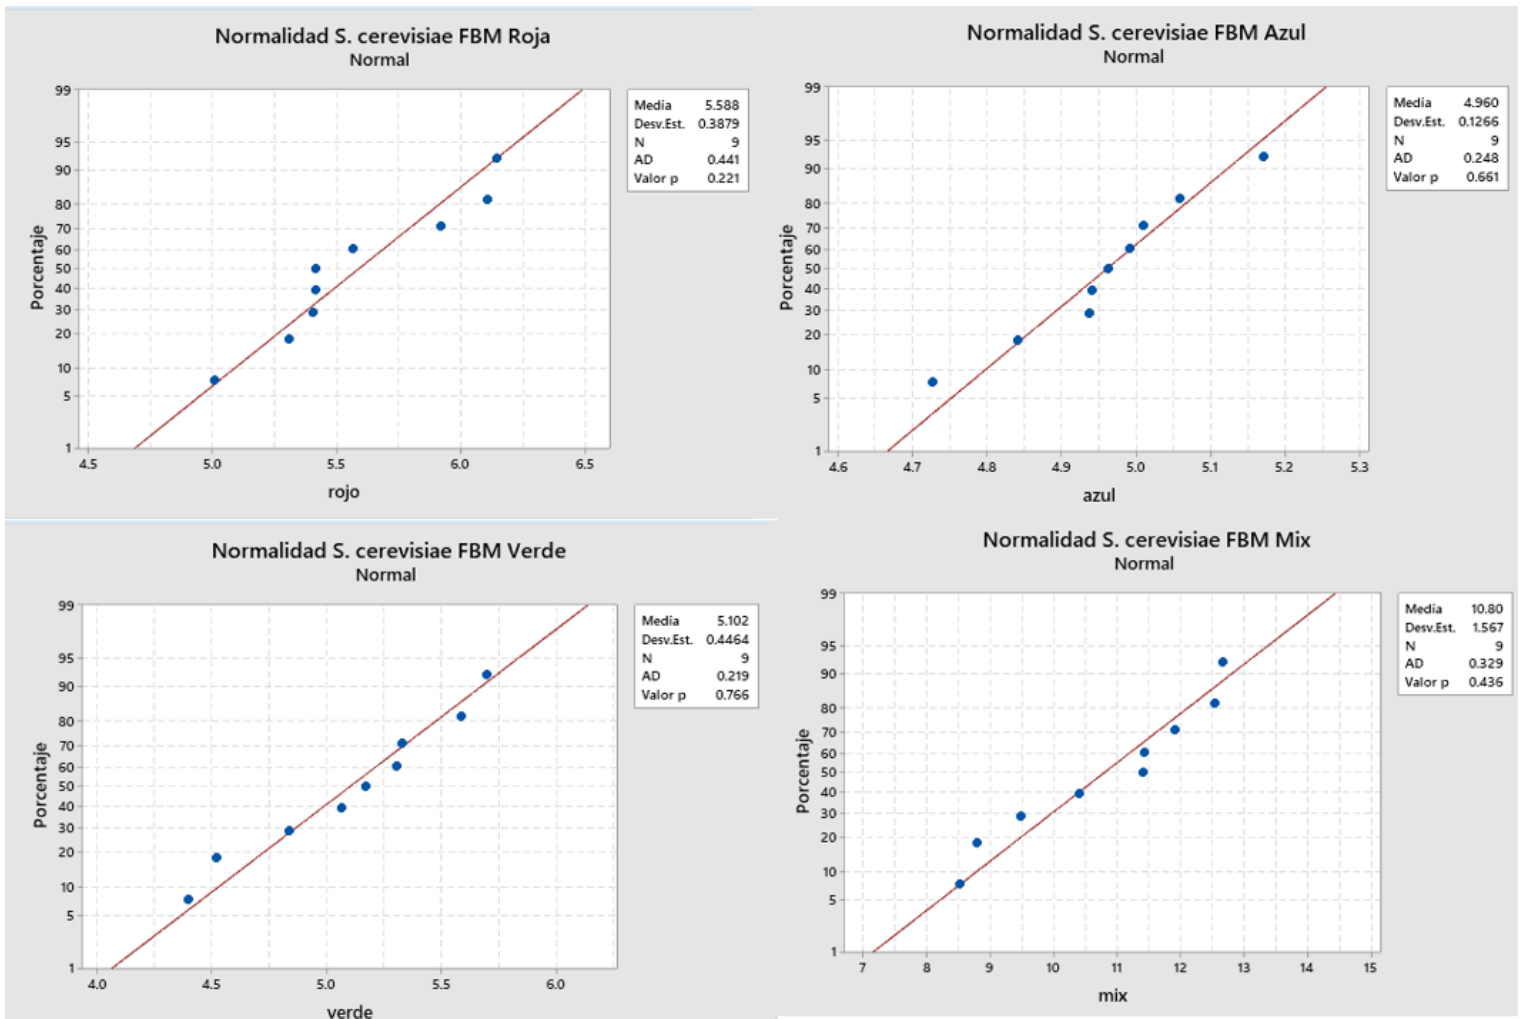 Normalidad S. cerevisiae FBM Roja
Normal
99
95
90
80
70
60
50
40
30
20
10
5
1
Porcentaje
4.5 5.0 5.5 6.0 6.5
rojo
Media 5.588
Desv.Est. 0.3879
N 9
AD 0.441
Valor p 0.221
Normalidad S. cerevisiae FBM Azul
Normal
99
95
90
80
70
60
50
40
30
20
10
5
1
Porcentaje
4.6 4.7 4.8 4.9 5.0 5.1 5.2 5.3
azul
Media 4.960
Desv.Est. 0.1266
N 9
AD 0.248
Valor p 0.661
Normalidad S. cerevisiae FBM Verde
Normal
99
95
90
80
70
60
50
40
30
20
10
5
1
Porcentaje
4.0 4.5 5.0 5.5 6.0
verde
Media 5.102
Desv.Est. 0.4464
N 9
AD 0.219
Valor p 0.766
Normalidad S. cerevisiae FBM Mix
Normal
99
95
90
80
70
60
50
40
30
20
10
5
1
Porcentaje
7 8 9 10 11 12 13 14 15
mix
Media 10.80
Desv.Est. 1.567
N 9
AD 0.329
Valor p 0.436